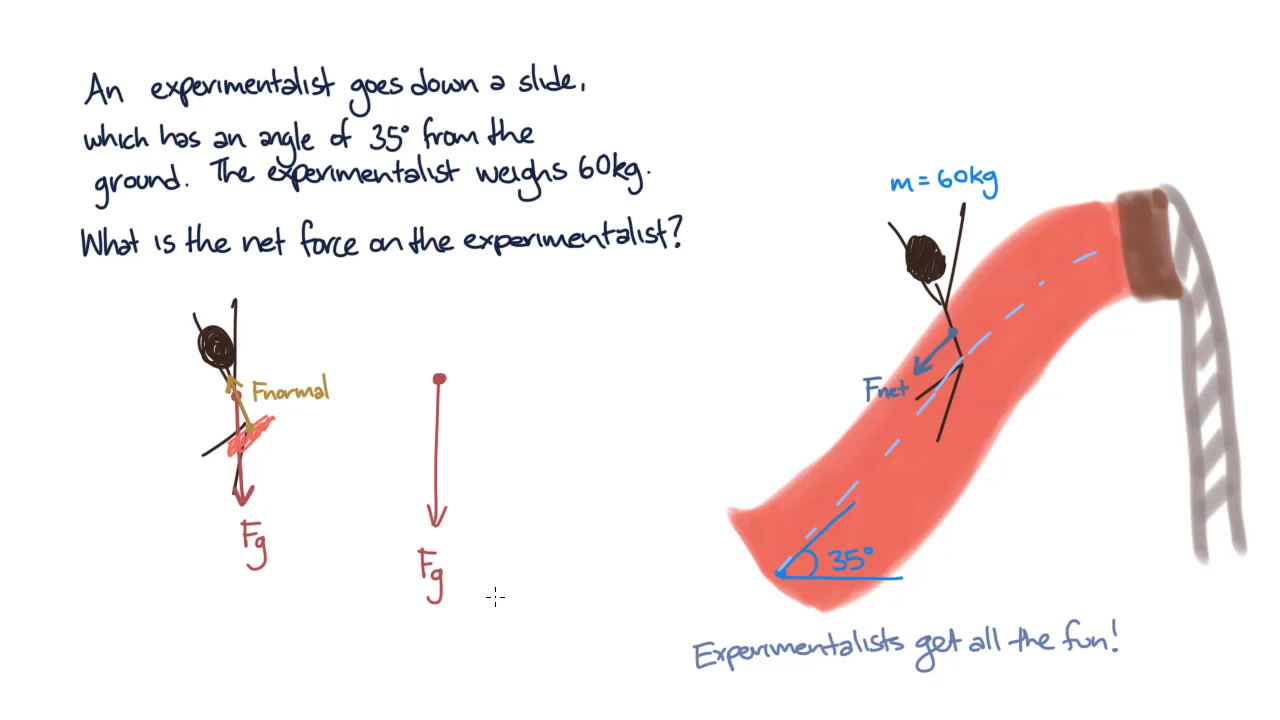 An experimentalist goes down a slide,
which has an angle of 35° from the
ground. The experimentalist weighs 60kg.
What is the net force on the experimentalist?
m = 60kg
Fnormal
Fnet
Fg
Fg
35°
Experimentalists get all the fun!